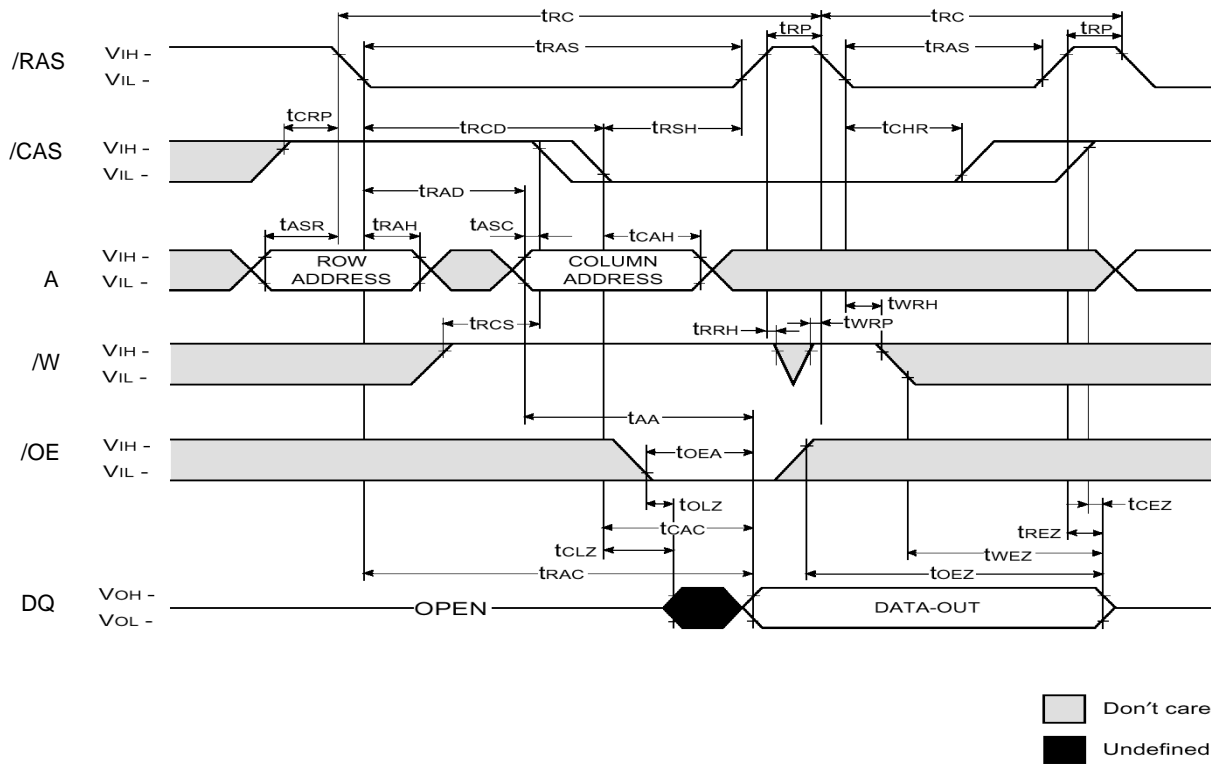 tRC tRC
tRP tRP
/RAS VIH - tRAS tRAS
VIL -
tCRP tRCD tRSH tCHR
/CAS VIH -
VIL -
tRAD
tASR tRAH tASC tCAH
A VIH - ROW COLUMN
VIL - ADDRESS ADDRESS
tWRH
tRCS tRRH tWRP
/W VIH -
VIL -
tAA
/OE VIH - tOEA
VIL -
tOLZ tCEZ
tCAC tREZ
tCLZ tWEZ
tRAC tOEZ
DQ VOH - OPEN DATA-OUT
VOL -
Don't care
Undefined